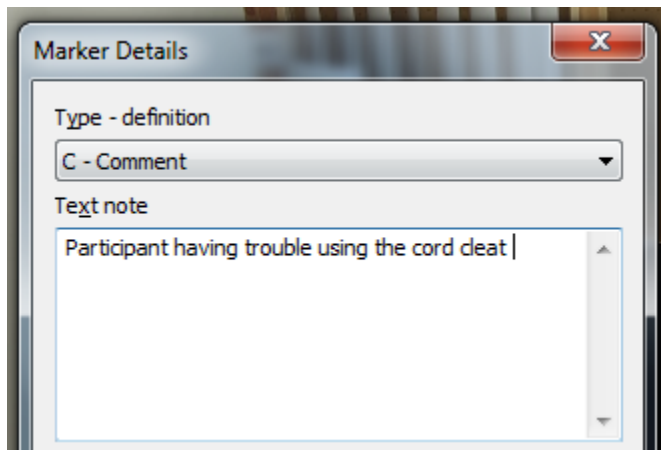 Marker Details
Type - definition
C - Comment
Text note
Participant having trouble using the cord cleat